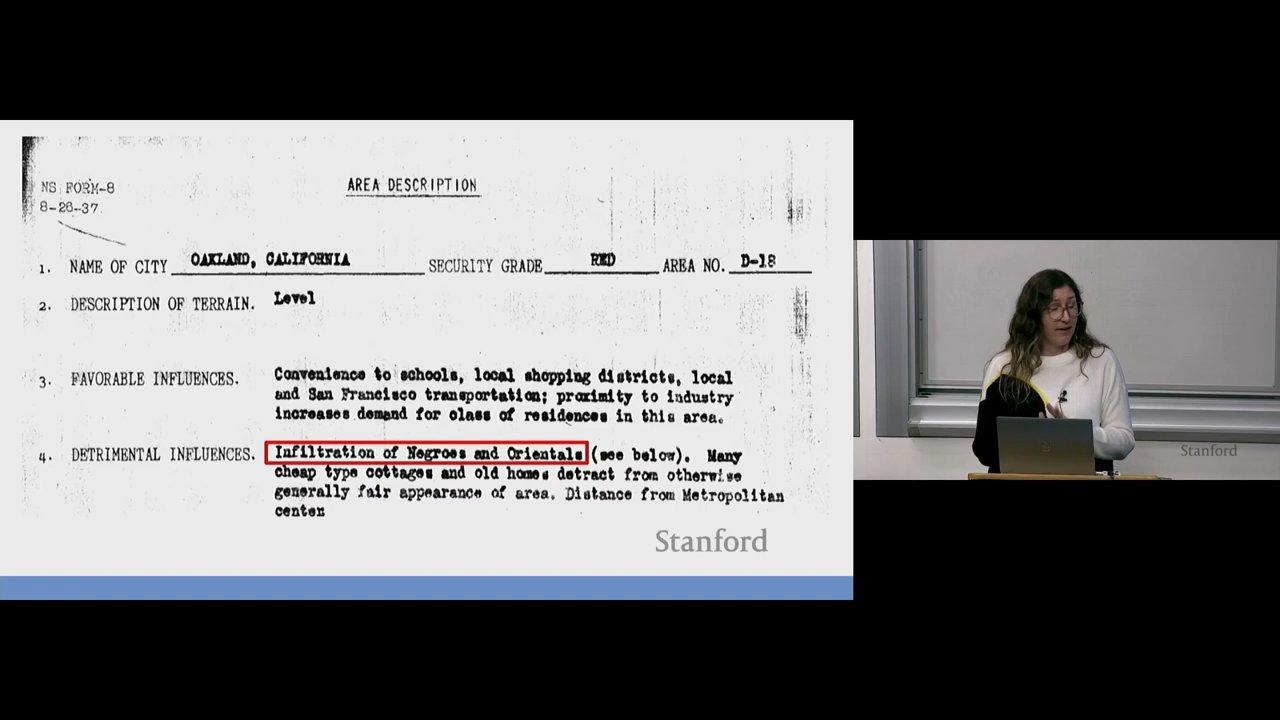 NS FORM-8
8-26-37
AREA DESCRIPTION
1. NAME OF CITY OAKLAND, CALIFORNIA SECURITY GRADE RED AREA NO. D-18
2. DESCRIPTION OF TERRAIN. Level
3. FAVORABLE INFLUENCES. Convenience to schools, local shopping districts, local
and San Francisco transportation; proximity to industry
increases demand for class of residences in this area.
4. DETRIMENTAL INFLUENCES. Infiltration of Negroes and Orientals (see below). Many
cheap type cottages and old homes detract from otherwise
generally fair appearance of area. Distance from Metropolitan
center
Stanford
Stanford